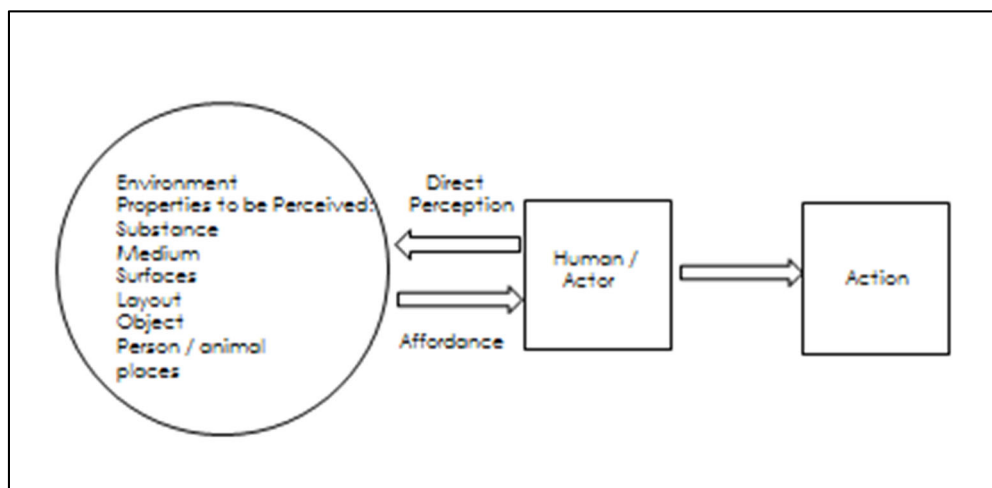 Environment
Properties to be Perceived:
Substance
Medium
Surfaces
Layout
Object
Person / animal
places
Direct
Perception
Affordance
Human /
Actor
Action